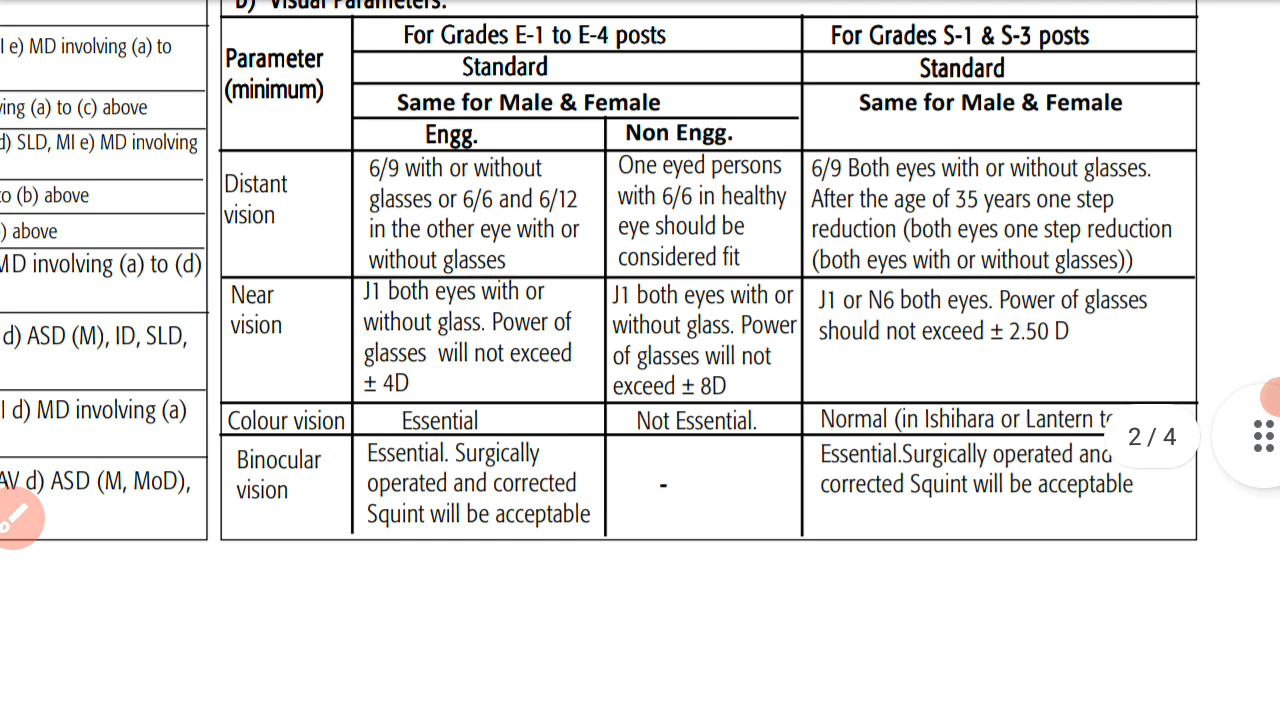 I e) MD involving (a) to
ving (a) to (c) above
d) SLD, MI e) MD involving
to (b) above
) above
MD involving (a) to (d)
d) ASD (M), ID, SLD,
I d) MD involving (a)
AV d) ASD (M, MoD),
b) Visual Parameters:
Parameter
(minimum)
For Grades E-1 to E-4 posts
For Grades S-1 & S-3 posts
Standard
Standard
Same for Male & Female
Same for Male & Female
Engg.
Non Engg.
Distant
vision
6/9 with or without
glasses or 6/6 and 6/12
in the other eye with or
without glasses
One eyed persons
with 6/6 in healthy
eye should be
considered fit
6/9 Both eyes with or without glasses.
After the age of 35 years one step
reduction (both eyes one step reduction
(both eyes with or without glasses))
Near
vision
J1 both eyes with or
without glass. Power of
glasses will not exceed
± 4D
J1 both eyes with or
without glass. Power
of glasses will not
exceed ± 8D
J1 or N6 both eyes. Power of glasses
should not exceed ± 2.50 D
Colour vision
Essential
Not Essential.
Normal (in Ishihara or Lantern
Binocular
vision
Essential. Surgically
operated and corrected
Squint will be acceptable
-
Essential.Surgically operated and
corrected Squint will be acceptable
2 / 4